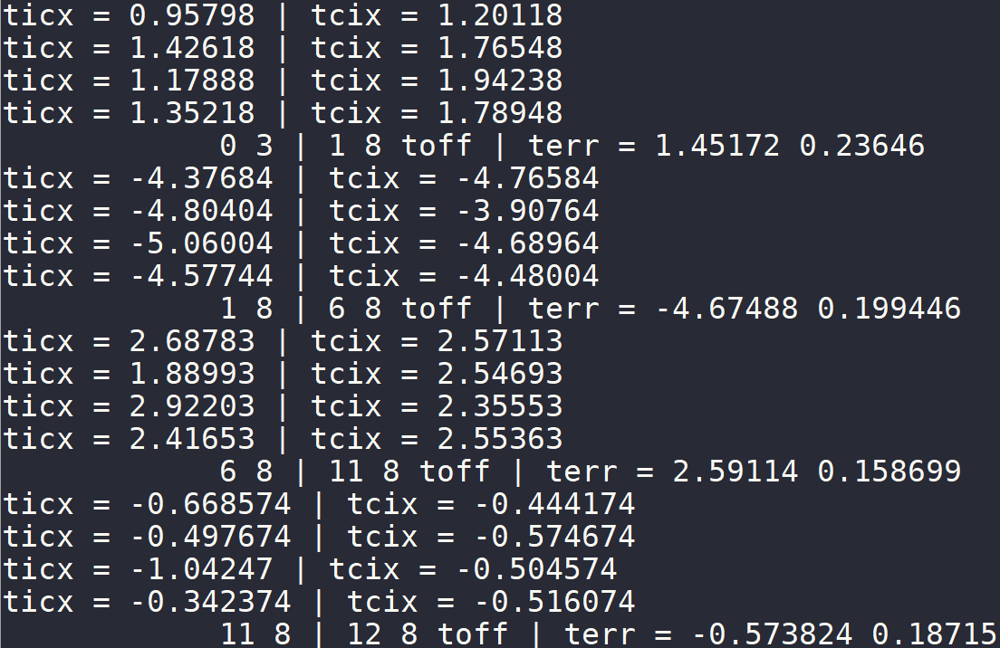 ticx = 0.95798 | tcix = 1.20118
ticx = 1.42618 | tcix = 1.76548
ticx = 1.17888 | tcix = 1.94238
ticx = 1.35218 | tcix = 1.78948
0 3 | 1 8 toff | terr = 1.45172 0.23646
ticx = -4.37684 | tcix = -4.76584
ticx = -4.80404 | tcix = -3.90764
ticx = -5.06004 | tcix = -4.68964
ticx = -4.57744 | tcix = -4.48004
1 8 | 6 8 toff | terr = -4.67488 0.199446
ticx = 2.68783 | tcix = 2.57113
ticx = 1.88993 | tcix = 2.54693
ticx = 2.92203 | tcix = 2.35553
ticx = 2.41653 | tcix = 2.55363
6 8 | 11 8 toff | terr = 2.59114 0.158699
ticx = -0.668574 | tcix = -0.444174
ticx = -0.497674 | tcix = -0.574674
ticx = -1.04247 | tcix = -0.504574
ticx = -0.342374 | tcix = -0.516074
11 8 | 12 8 toff | terr = -0.573824 0.18715